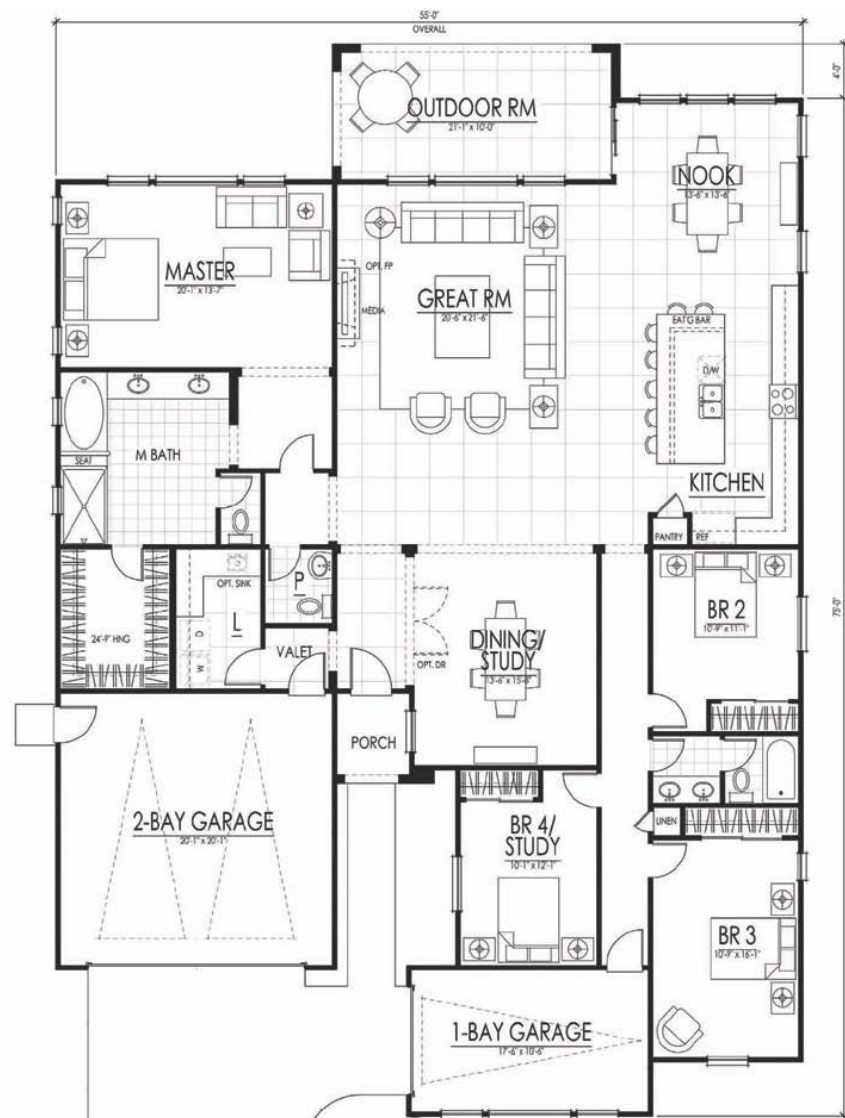 55'-0"
OVERALL
4'-0"
OUTDOOR RM
21'-1" x 10'-0"
NOOK
13'-6" x 13'-6"
MASTER
20'-1" x 13'-7"
OPT. FP
MEDIA
GREAT RM
20'-6" x 21'-6"
EAT'G BAR
D/W
SEAT
M BATH
KITCHEN
PANTRY
REF
OPT. SINK
P
L
D
W
24'-9" HNG
VALET
OPT. DR
DINING/
STUDY
13'-6" x 15'-8"
BR 2
10'-9" x 11'-1"
75'-0"
PORCH
2-BAY GARAGE
20'-1" x 20'-1"
BR 4/
STUDY
10'-1" x 12'-1"
LINEN
BR 3
10'-9" x 16'-1"
1-BAY GARAGE
17'-6" x 10'-6"